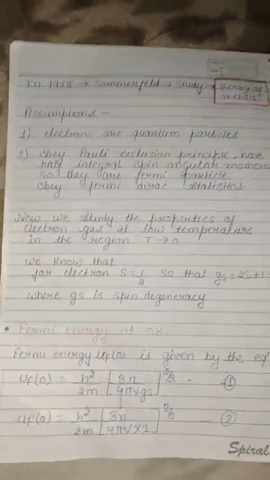 In 1928 → Sommerfeld → Study → Theory of metals
Assumptions -
1) electrons are quantum particles
2) obey Pauli exclusion principle, have
half integral spin angular momentum
so they are fermi particle
obey fermi dirac statistics
Now we study the properties of
electron gas at low temperature
in the region T→0
we know that
for electron S=1/2 so that gs = 2S+1
where gs is spin degeneracy
• Fermi energy at
Fermi energy uf(0) is given by the eq
uf(0) = h²/2m [3n/4πVgs]^2/3 - ①
uf(0) = h²/2m [3n/4πV×2]^2/3 - ②
Spiral